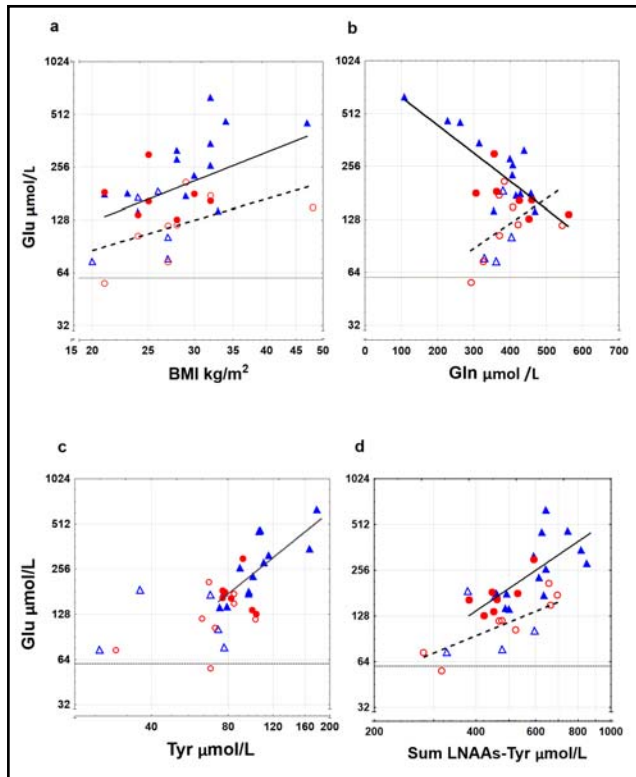 a
b
1024
512
256
128
64
32
Glu µmol/L
15 20 25 30 35 40 45 50
BMI kg/m²
1024
512
256
128
64
32
0 100 200 300 400 500 600 700
Gln µmol /L
c
d
1024
512
256
128
64
32
Glu µmol/L
40 80 120 160 200
Tyr µmol/L
1024
512
256
128
64
32
200 400 600 800 1000
Sum LNAAs-Tyr µmol/L